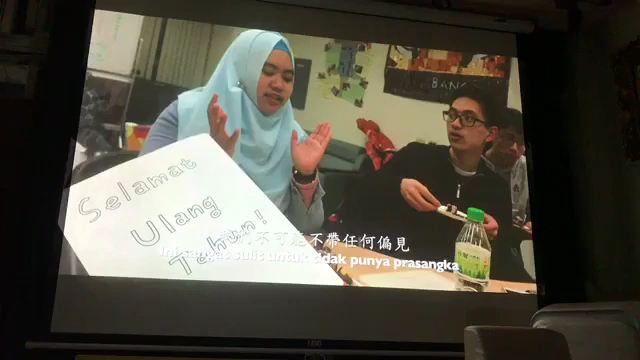 BANG
Selamat
Ulang
Tahun!
不可能不帶任何偏見
Ini sangat sulit untuk tidak punya prasangka